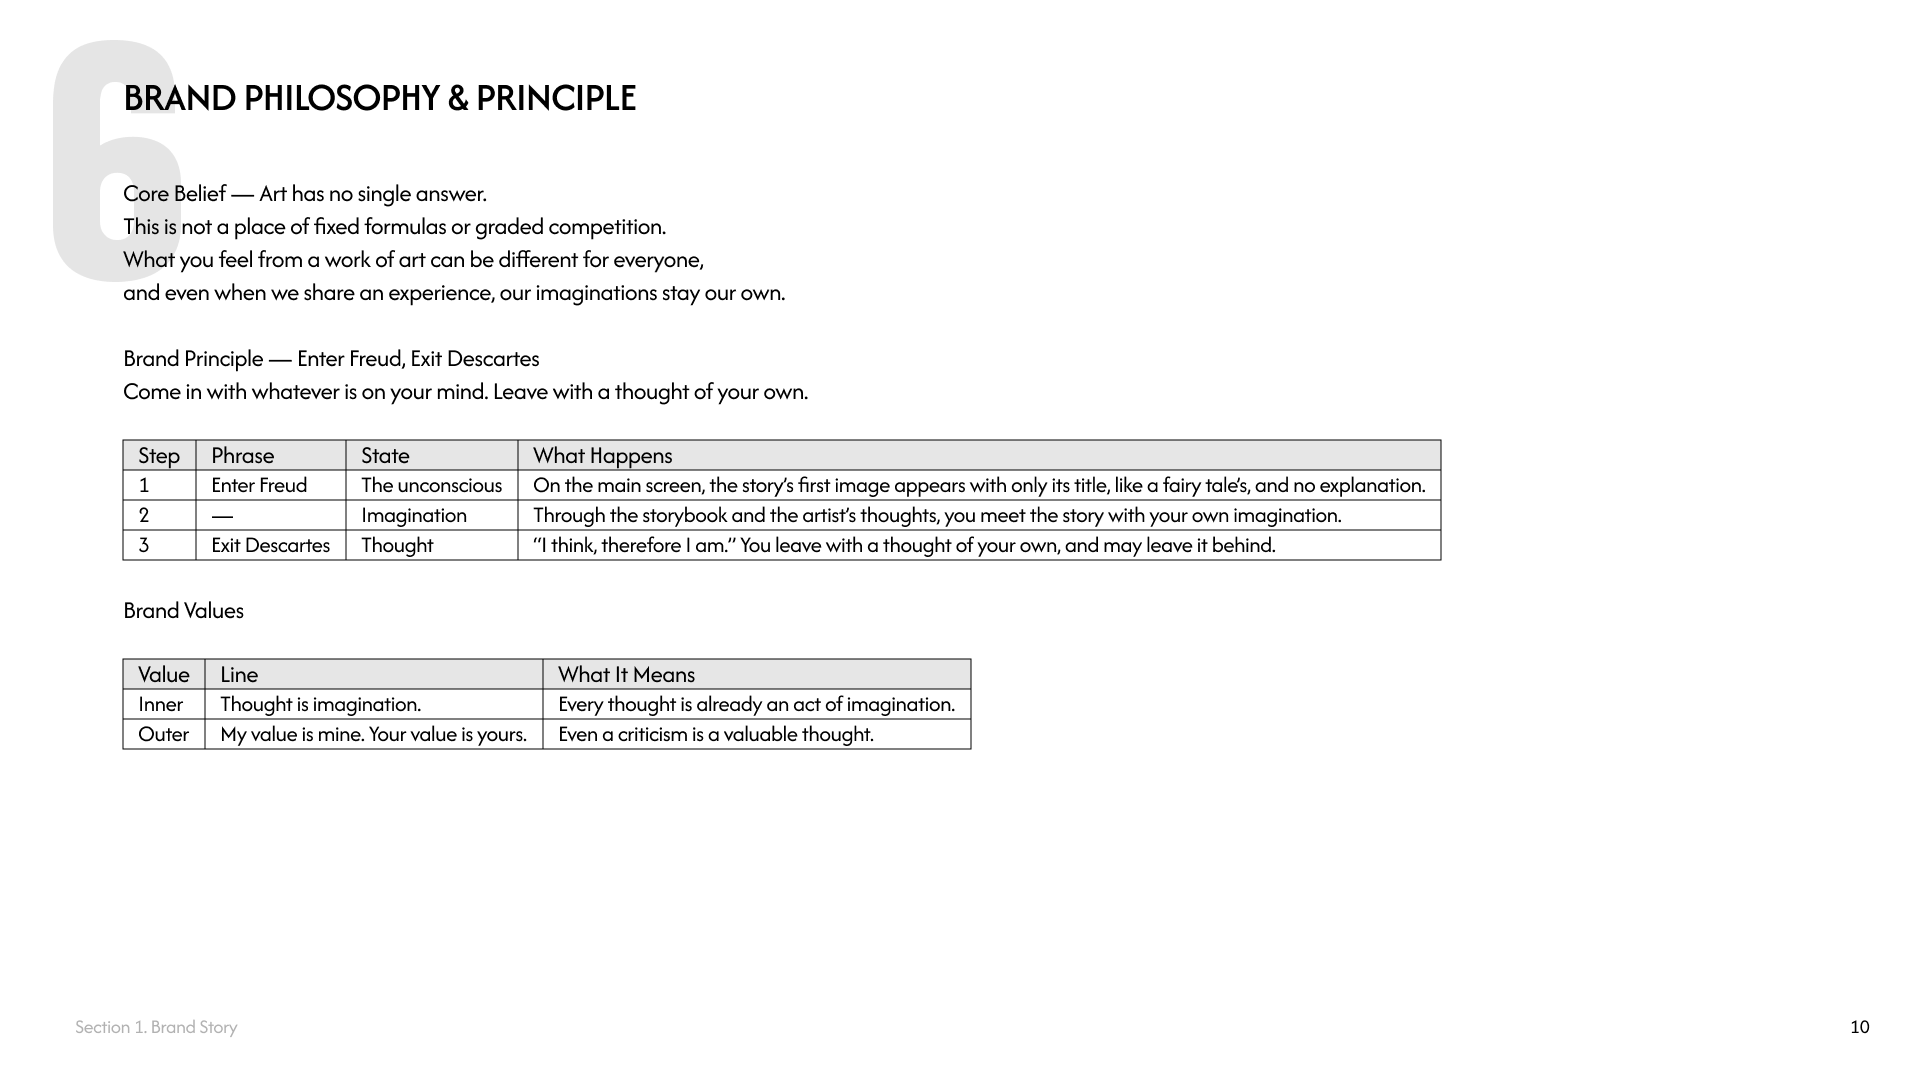 6
BRAND PHILOSOPHY & PRINCIPLE
Core Belief — Art has no single answer.
This is not a place of fixed formulas or graded competition.
What you feel from a work of art can be different for everyone,
and even when we share an experience, our imaginations stay our own.
Brand Principle — Enter Freud, Exit Descartes
Come in with whatever is on your mind. Leave with a thought of your own.
Step Phrase State What Happens
1 Enter Freud The unconscious On the main screen, the story’s first image appears with only its title, like a fairy tale’s, and no explanation.
2 — Imagination Through the storybook and the artist’s thoughts, you meet the story with your own imagination.
3 Exit Descartes Thought “I think, therefore I am.” You leave with a thought of your own, and may leave it behind.
Brand Values
Value Line What It Means
Inner Thought is imagination. Every thought is already an act of imagination.
Outer My value is mine. Your value is yours. Even a criticism is a valuable thought.
Section 1. Brand Story
10